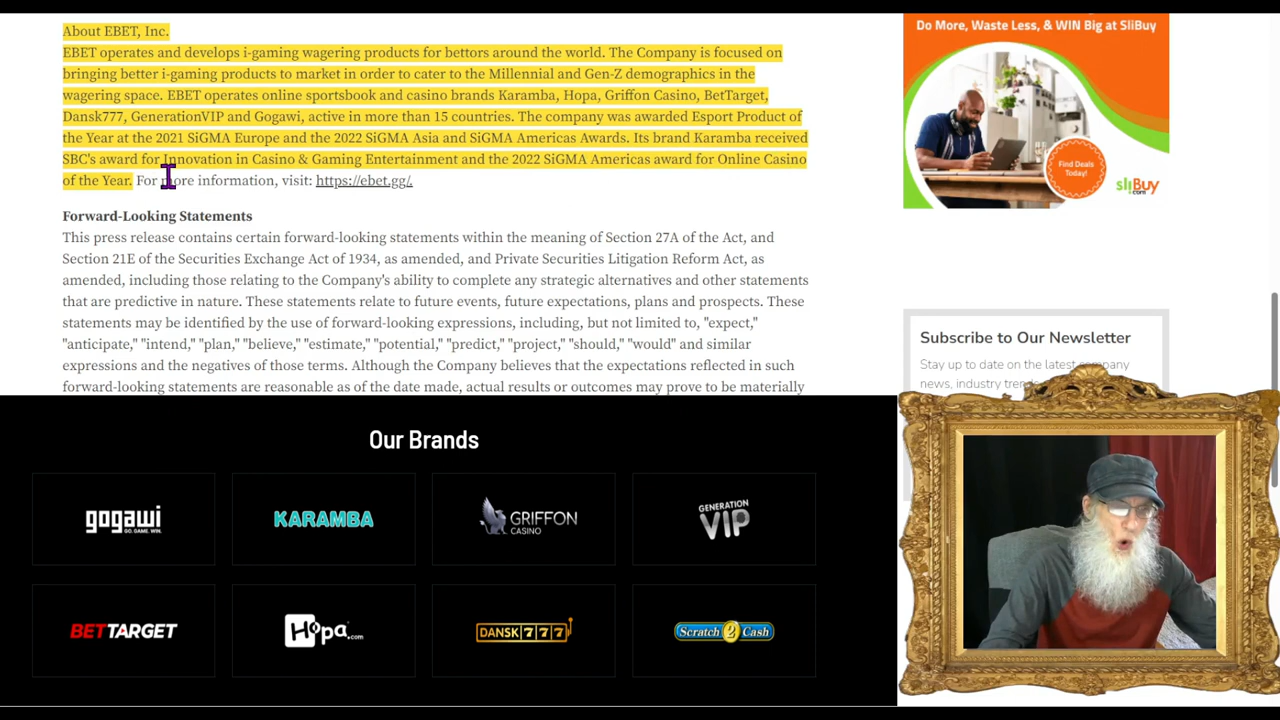 About EBET, Inc.
EBET operates and develops i-gaming wagering products for bettors around the world. The Company is focused on
bringing better i-gaming products to market in order to cater to the Millennial and Gen-Z demographics in the
wagering space. EBET operates online sportsbook and casino brands Karamba, Hopa, Griffon Casino, BetTarget,
Dansk777, GenerationVIP and Gogawi, active in more than 15 countries. The company was awarded Esport Product of
the Year at the 2021 SiGMA Europe and the 2022 SiGMA Asia and SiGMA Americas Awards. Its brand Karamba received
SBC's award for Innovation in Casino & Gaming Entertainment and the 2022 SiGMA Americas award for Online Casino
of the Year. For more information, visit: https://ebet.gg/.
Forward-Looking Statements
This press release contains certain forward-looking statements within the meaning of Section 27A of the Act, and
Section 21E of the Securities Exchange Act of 1934, as amended, and Private Securities Litigation Reform Act, as
amended, including those relating to the Company's ability to complete any strategic alternatives and other statements
that are predictive in nature. These statements relate to future events, future expectations, plans and prospects. These
statements may be identified by the use of forward-looking expressions, including, but not limited to, "expect,"
"anticipate," "intend," "plan," "believe," "estimate," "potential," "predict," "project," "should," "would" and similar
expressions and the negatives of those terms. Although the Company believes that the expectations reflected in such
forward-looking statements are reasonable as of the date made, actual results or outcomes may prove to be materially
Do More, Waste Less, & WIN Big at SliBuy
Find Deals
Today!
sliBuy
.com
Subscribe to Our Newsletter
Stay up to date on the latest company
news, industry trends
Our Brands
gogawi
GO. GAME. WIN.
KARAMBA
GRIFFON
CASINO
GENERATION
VIP
BETTARGET
Hopa.com
DANSK777
Scratch2Cash